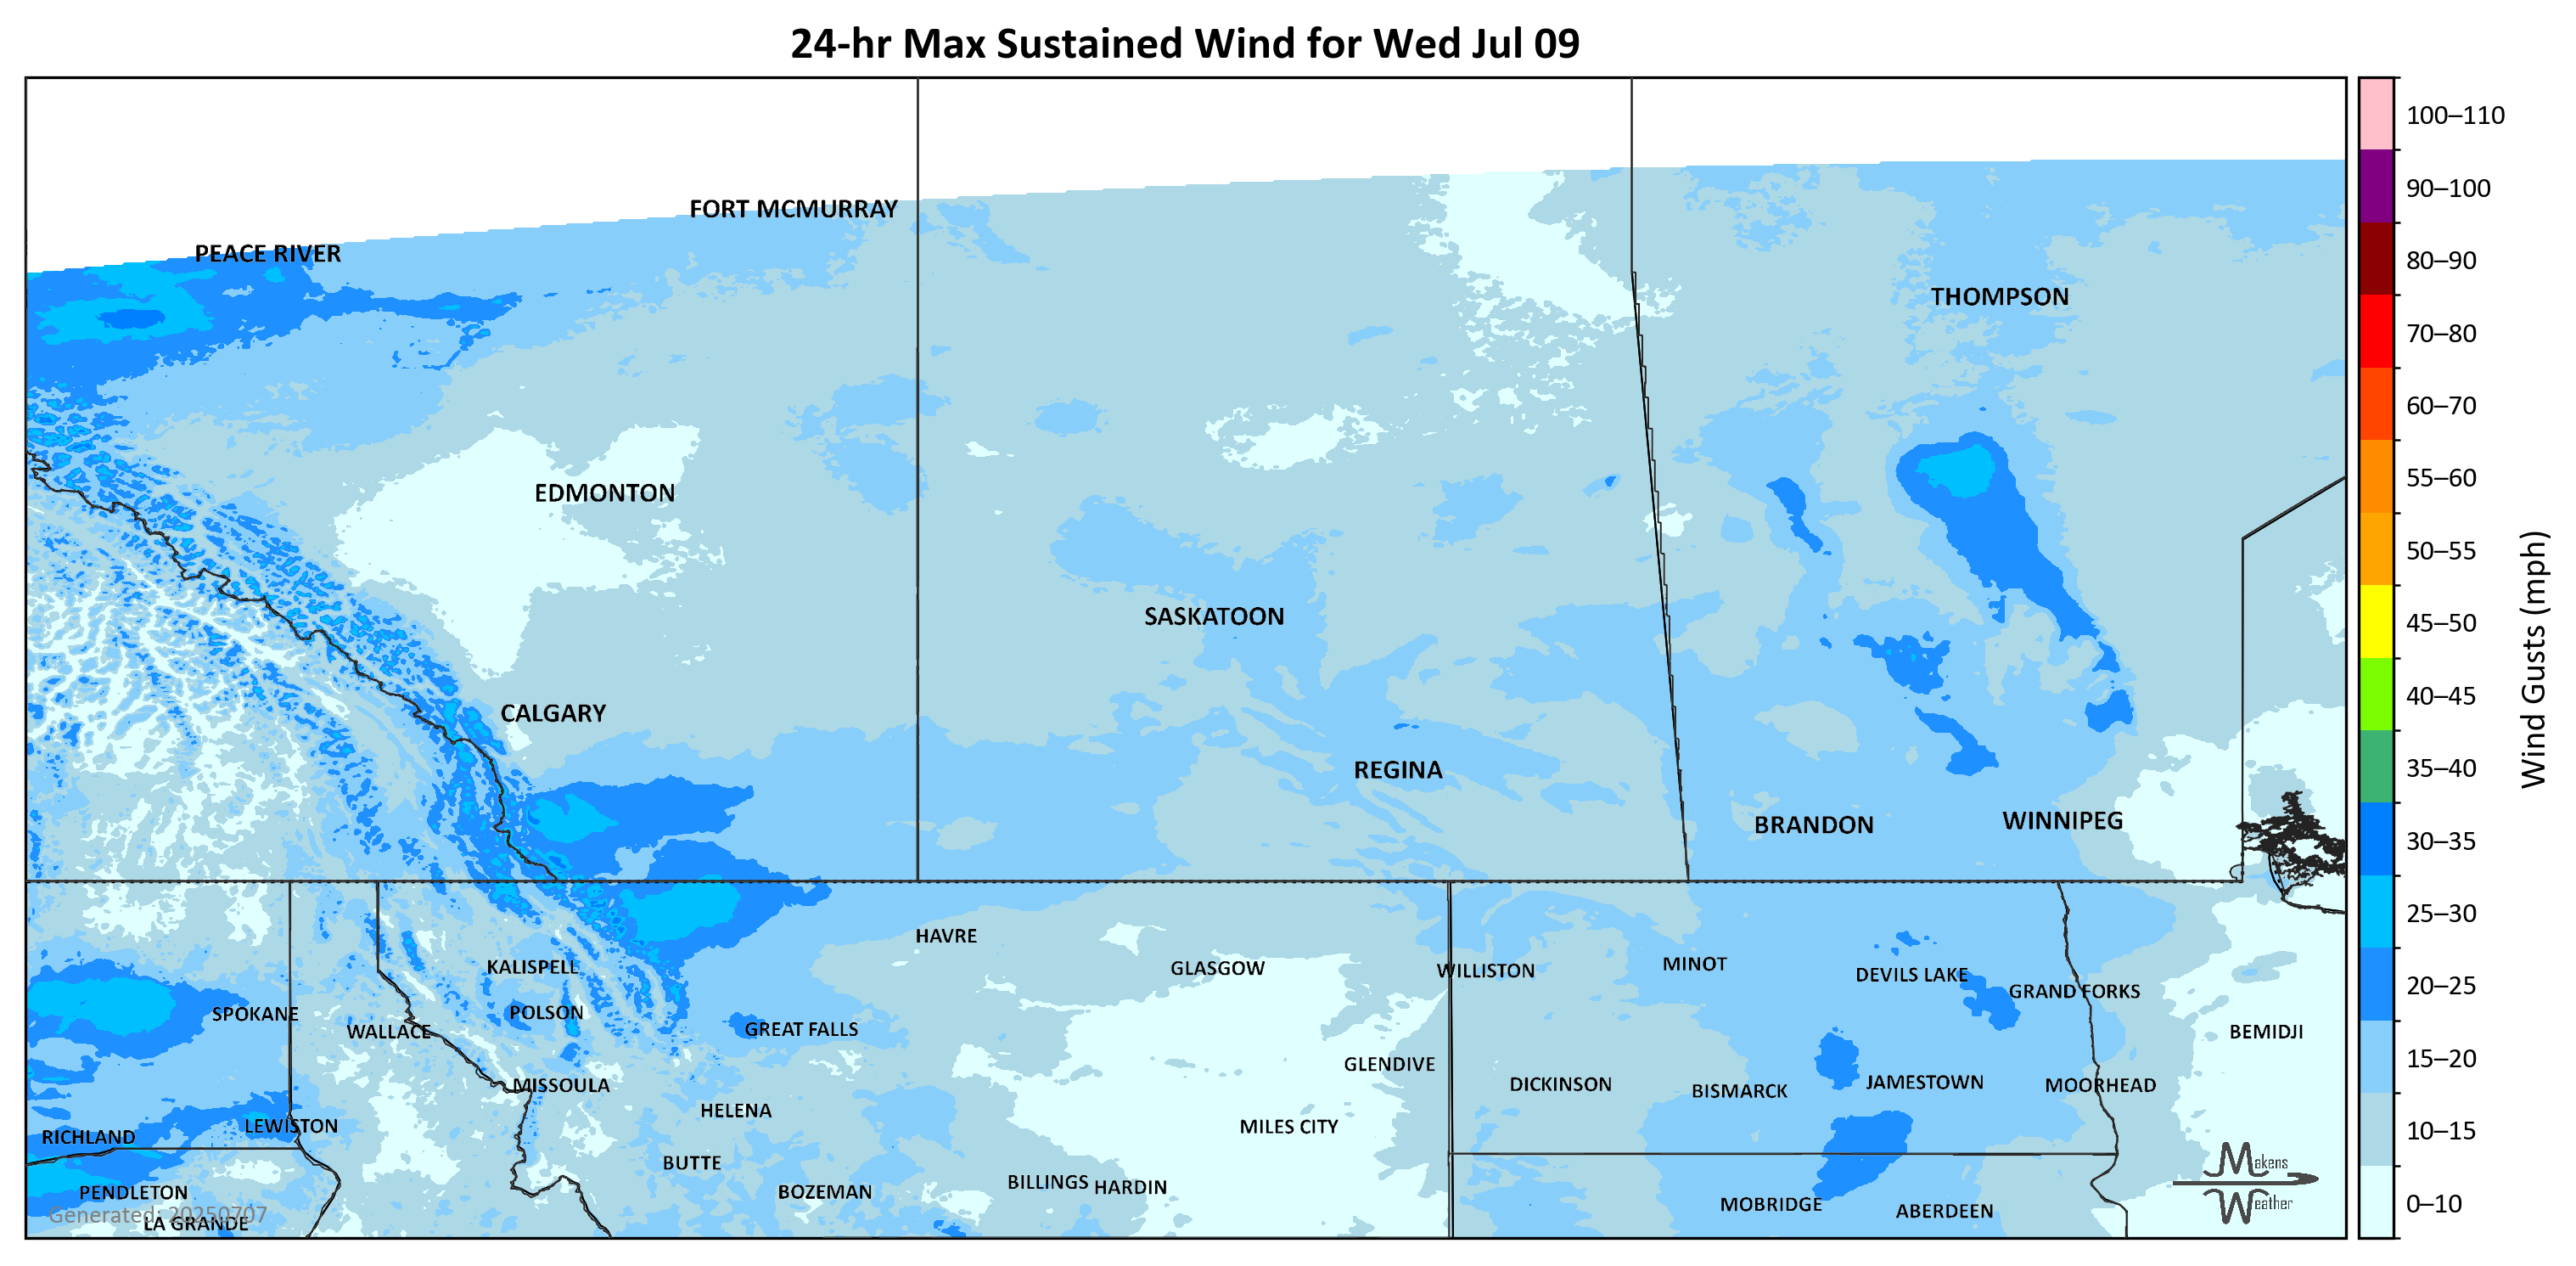 24-hr Max Sustained Wind for Wed Jul 09
100–110
90–100
80–90
70–80
60–70
55–60
50–55
45–50
40–45
35–40
30–35
25–30
20–25
15–20
10–15
0–10
Wind Gusts (mph)
FORT MCMURRAY
PEACE RIVER
THOMPSON
EDMONTON
SASKATOON
CALGARY
REGINA
BRANDON
WINNIPEG
HAVRE
KALISPELL
GLASGOW
WILLISTON
MINOT
DEVILS LAKE
GRAND FORKS
SPOKANE
POLSON
WALLACE
GREAT FALLS
BEMIDJI
GLENDIVE
MISSOULA
DICKINSON
BISMARCK
JAMESTOWN
MOORHEAD
HELENA
LEWISTON
MILES CITY
RICHLAND
BUTTE
PENDLETON
BOZEMAN
BILLINGS
HARDIN
MOBRIDGE
ABERDEEN
Generated: 20250707
LA GRANDE
Makens
Weather